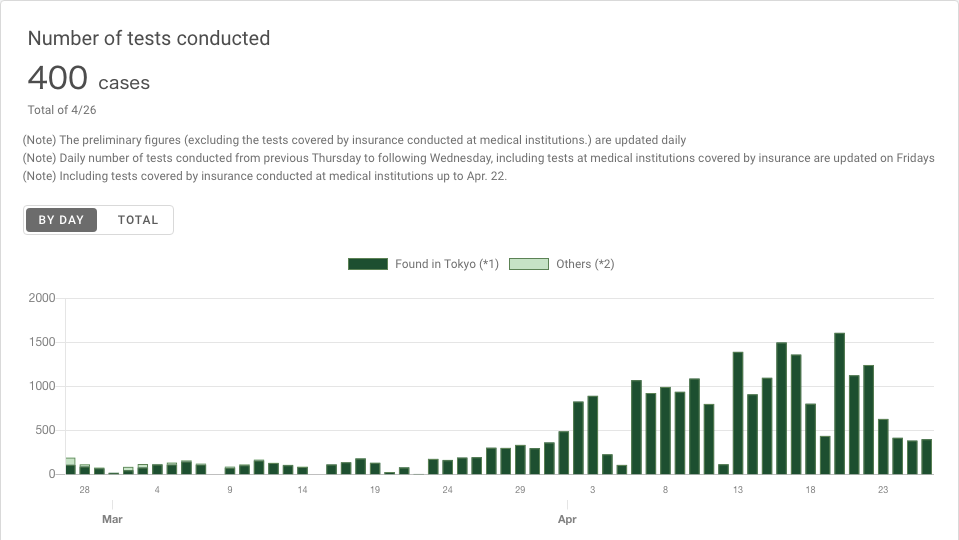 Number of tests conducted
400 cases
Total of 4/26
(Note) The preliminary figures (excluding the tests covered by insurance conducted at medical institutions.) are updated daily
(Note) Daily number of tests conducted from previous Thursday to following Wednesday, including tests at medical institutions covered by insurance are updated on Fridays
(Note) Including tests covered by insurance conducted at medical institutions up to Apr. 22.
BY DAY TOTAL
Found in Tokyo (*1) Others (*2)
2000
1500
1000
500
0
28 4 9 14 19 24 29 3 8 13 18 23
Mar Apr